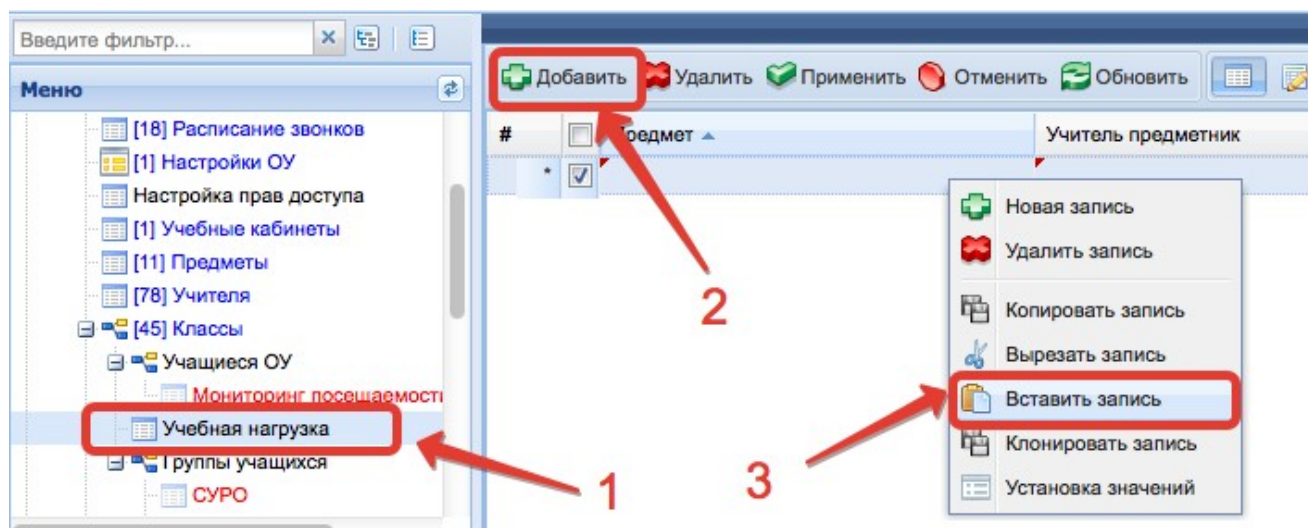 Введите фильтр...
Меню
[18] Расписание звонков
[1] Настройки ОУ
Настройка прав доступа
[1] Учебные кабинеты
[11] Предметы
[78] Учителя
[45] Классы
Учащиеся ОУ
Мониторинг посещаемости
Учебная нагрузка
Группы учащихся
СУРО
Добавить Удалить Применить Отменить Обновить
# Предмет Учитель предметник
*
Новая запись
Удалить запись
Копировать запись
Вырезать запись
Вставить запись
Клонировать запись
Установка значений
1
2
3